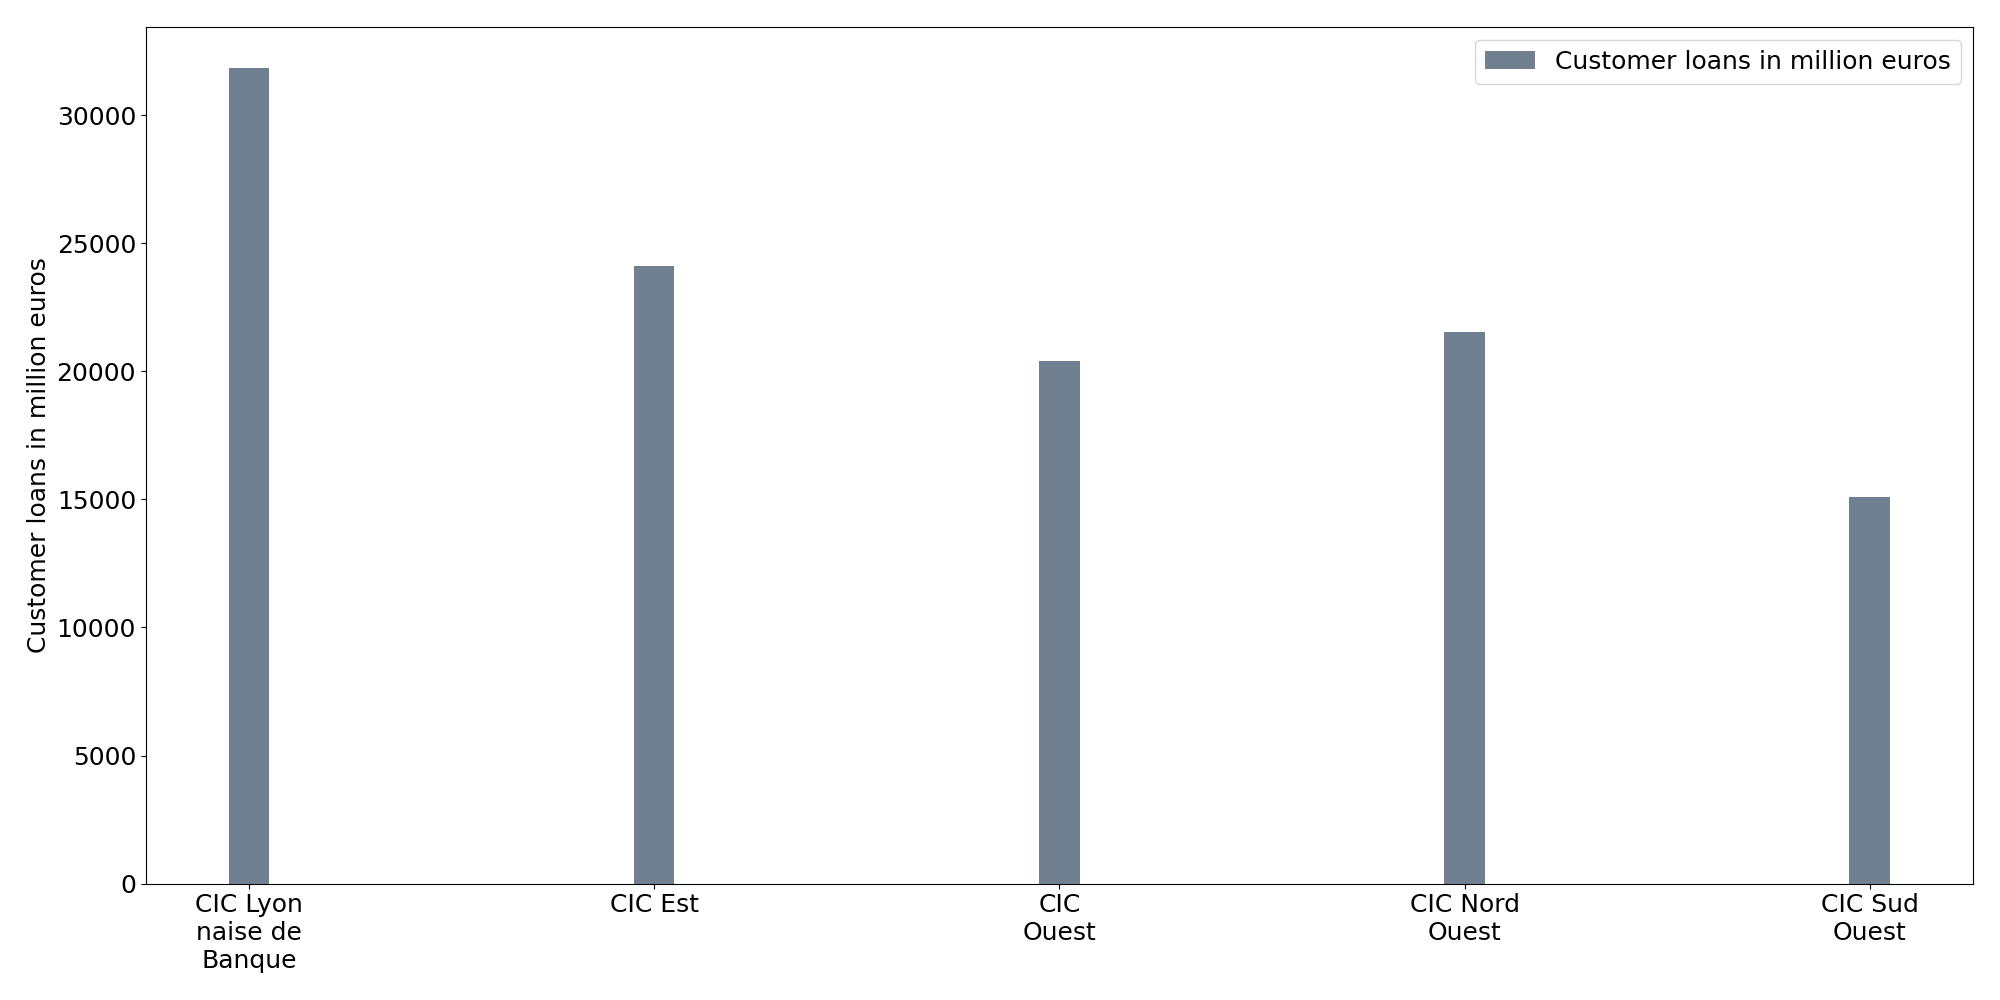 Customer loans in million euros
Customer loans in million euros
30000
25000
20000
15000
10000
5000
0
CIC Lyon
naise de
Banque
CIC Est
CIC
Ouest
CIC Nord
Ouest
CIC Sud
Ouest